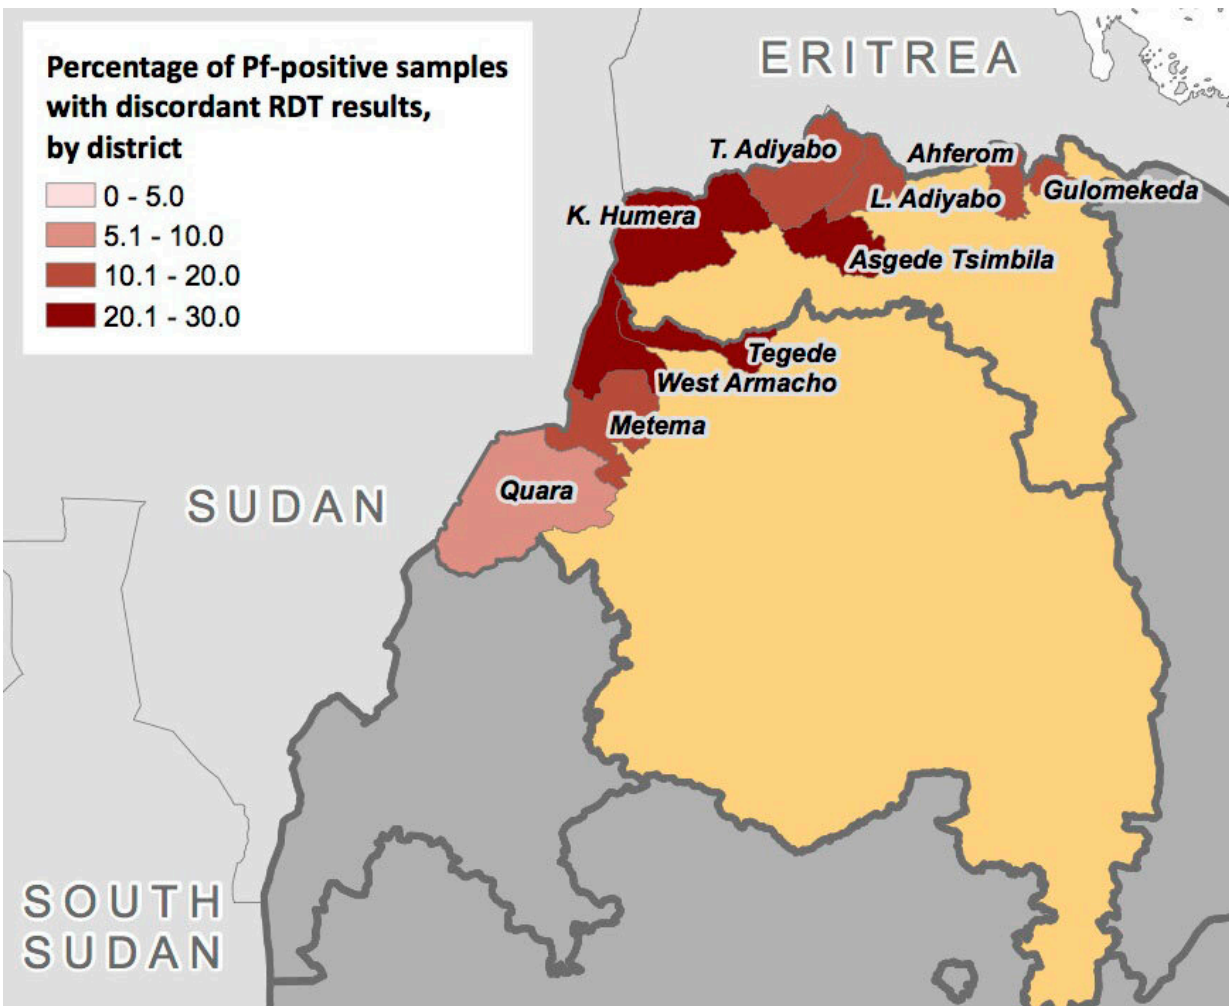 Percentage of Pf-positive samples
with discordant RDT results,
by district
0 - 5.0
5.1 - 10.0
10.1 - 20.0
20.1 - 30.0
ERITREA
T. Adiyabo
Ahferom
K. Humera
L. Adiyabo
Gulomekeda
Asgede Tsimbila
Tegede
West Armacho
Metema
Quara
SUDAN
SOUTH
SUDAN